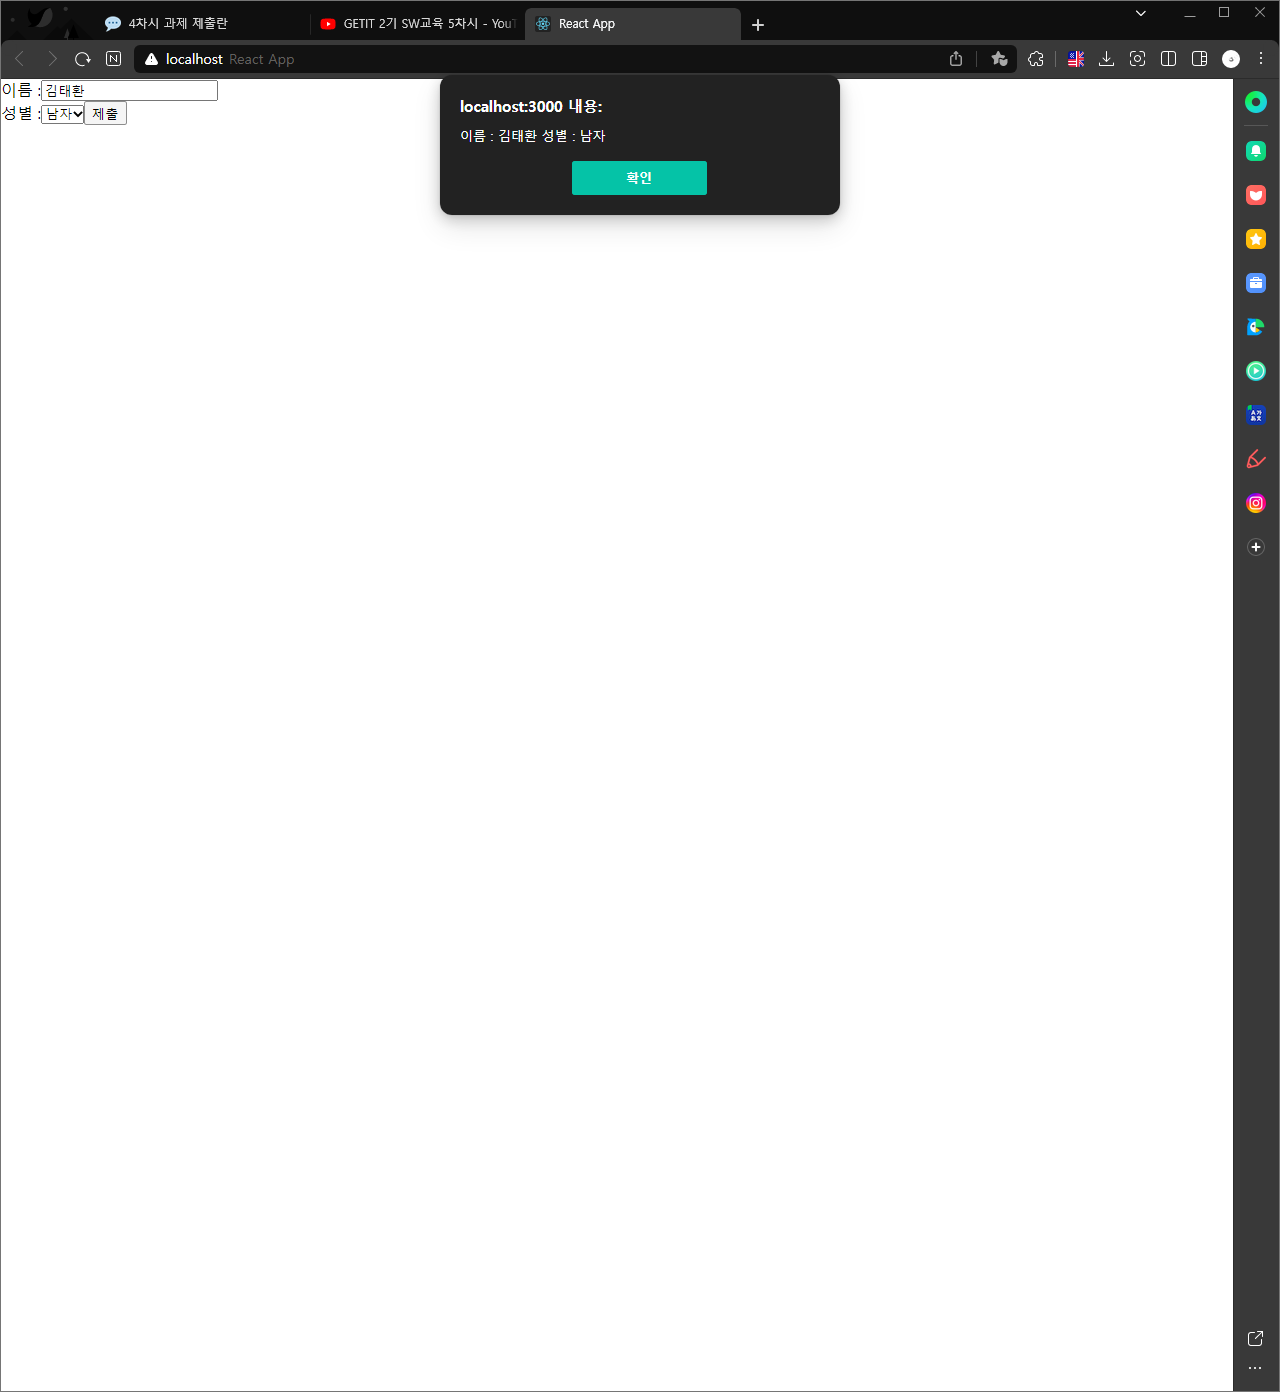 4차시 과제 제출란
GETIT 2기 SW교육 5차시 - You
React App
localhost React App
이름 : 김태환
성별 : 남자 제출
localhost:3000 내용:
이름 : 김태환 성별 : 남자
확인